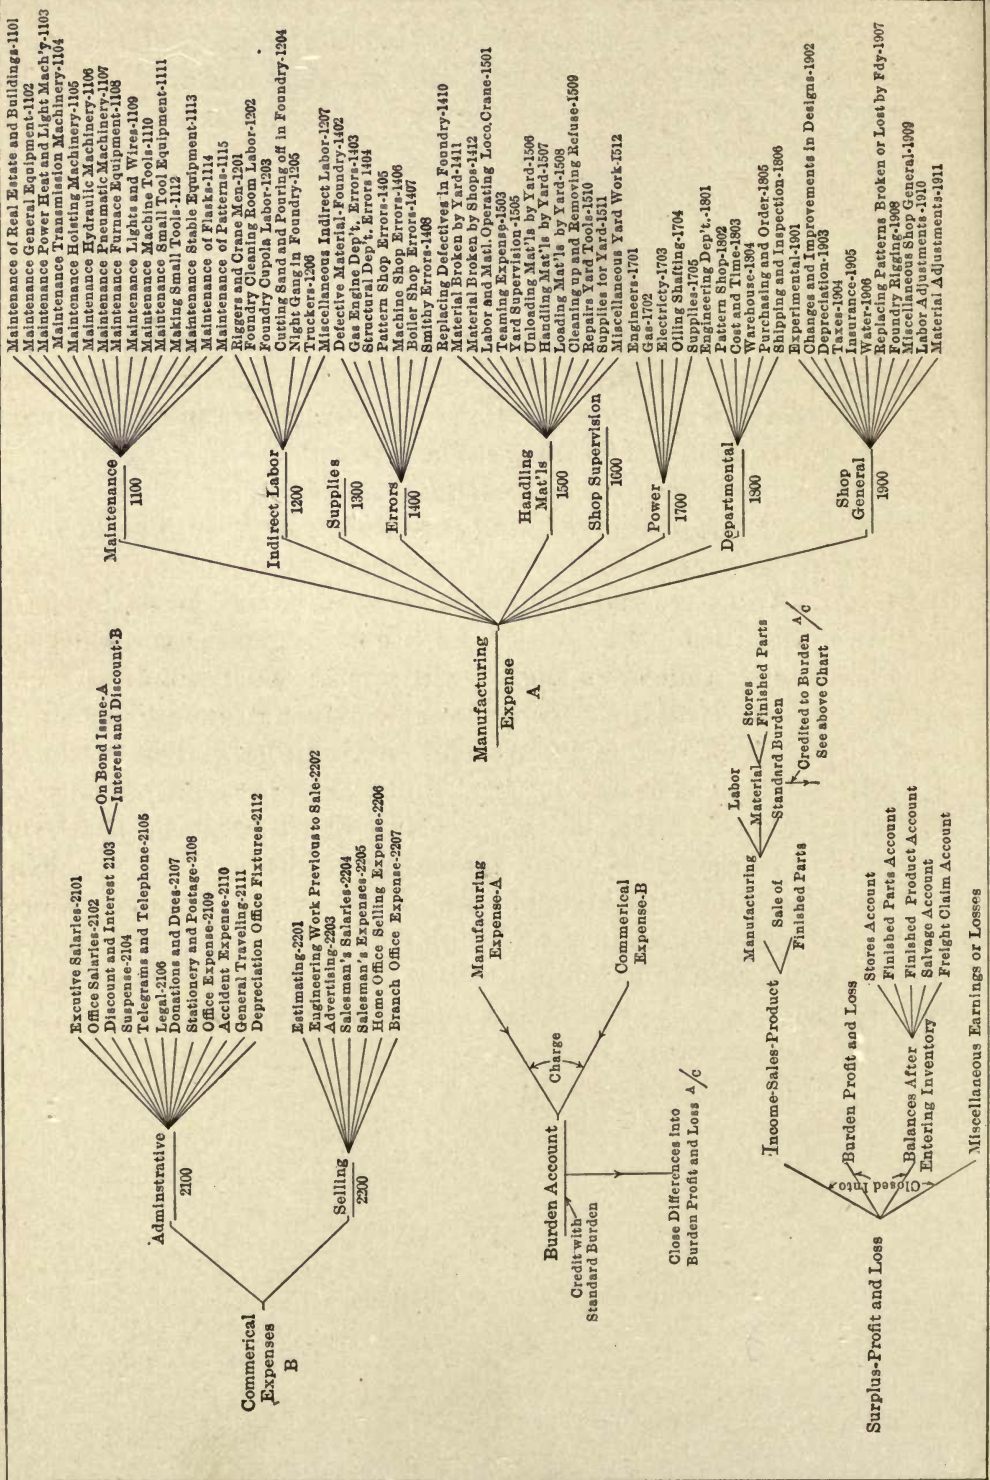 Commerical
Expenses
B
Adminstrative
2100
Excutive Salaries-2101
Office Salaries-2102
Discount and Interest 2103
On Bond Issue-A
Interest and Discount-B
Suspense-2104
Telegrams and Telephone-2105
Legal-2106
Donations and Dues-2107
Stationery and Postage-2108
Office Expense-2109
Accident Expense-2110
General Traveling-2111
Depreciation Office Fixtures-2112
Selling
2200
Estimating-2201
Engineering Work Previous to Sale-2202
Advertising-2203
Salesman's Salaries-2204
Salesman's Expenses-2205
Home Office Selling Expense-2206
Branch Office Expense-2207
Burden Account
Credit with
Standard Burden
Charge
Manufacturing
Expense-A
Commerical
Expense-B
Close Differences into
Burden Profit and Loss A/C
Surplus-Profit and Loss
Closed Into
Income-Sales-Product
Manufacturing
Labor
Material
Stores
Finished Parts
Standard Burden
Credited to Burden A/C
See above Chart
Sale of
Finished Parts
Burden Profit and Loss
Balances After
Entering Inventory
Stores Account
Finished Parts Account
Finished Product Account
Salvage Account
Freight Claim Account
Miscellaneous Earnings or Losses
Manufacturing
Expense
A
Maintenance
1100
Maintenance of Real Estate and Buildings-1101
Maintenance General Equipment-1102
Maintenance Power Heat and Light Mach'y-1103
Maintenance Transmission Machinery-1104
Maintenance Hoisting Machinery-1105
Maintenance Hydraulic Machinery-1106
Maintenance Pneumatic Machinery-1107
Maintenance Furnace Equipment-1108
Maintenance Lights and Wires-1109
Maintenance Machine Tools-1110
Maintenance Small Tool Equipment-1111
Making Small Tools-1112
Maintenance Stable Equipment-1113
Maintenance of Flasks-1114
Maintenance of Patterns-1115
Indirect Labor
1200
Riggers and Crane Men-1201
Foundry Cleaning Room Labor-1202
Foundry Cupola Labor-1203
Cutting Sand and Pouring off in Foundry-1204
Night Gang in Foundry-1205
Truckers-1206
Miscellaneous Indirect Labor-1207
Supplies
1300
Errors
1400
Defective Material-Foundry-1402
Gas Engine Dep't. Errors-1403
Structural Dep't. Errors 1404
Pattern Shop Errors-1405
Machine Shop Errors-1406
Boiler Shop Errors-1407
Smithy Errors-1408
Replacing Defectives in Foundry-1410
Material Broken by Yard-1411
Material Broken by Shops-1412
Handling
Mat'ls
1500
Labor and Matl. Operating Loco, Crane-1501
Teaming Expense-1503
Yard Supervision-1505
Unloading Mat'ls by Yard-1506
Handling Mat'ls by Yard-1507
Loading Mat'ls by Yard-1508
Cleaning up and Removing Refuse-1509
Repairs Yard Tools-1510
Supplies for Yard-1511
Miscellaneous Yard Work-1512
Shop Supervision
1600
Power
1700
Engineers-1701
Gas-1702
Electricity-1703
Oiling Shafting-1704
Supplies-1705
Departmental
1800
Engineering Dep't.-1801
Pattern Shop-1802
Cost and Time-1803
Warehouse-1804
Purchasing and Order-1805
Shipping and Inspection-1806
Shop
General
1900
Experimental-1901
Changes and Improvements in Designs-1902
Depreciation-1903
Taxes-1904
Insurance-1905
Water-1906
Replacing Patterns Broken or Lost by Fdy-1907
Foundry Rigging-1908
Miscellaneous Shop General-1909
Labor Adjustments-1910
Material Adjustments-1911